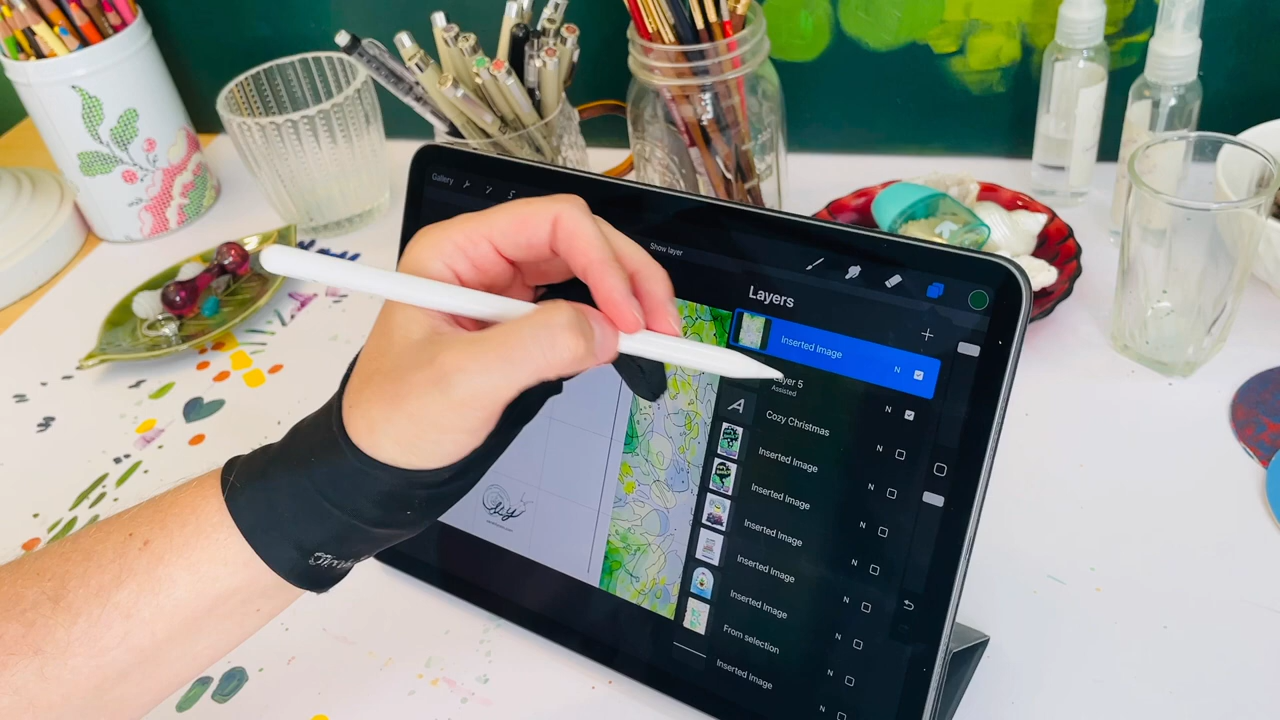 Gallery
Show layer
Layers
Inserted Image
N
Layer 5
Assisted
N
Cozy Christmas
N
Inserted Image
N
Inserted Image
N
Inserted Image
N
Inserted Image
N
Inserted Image
N
From selection
N
Inserted Image
N